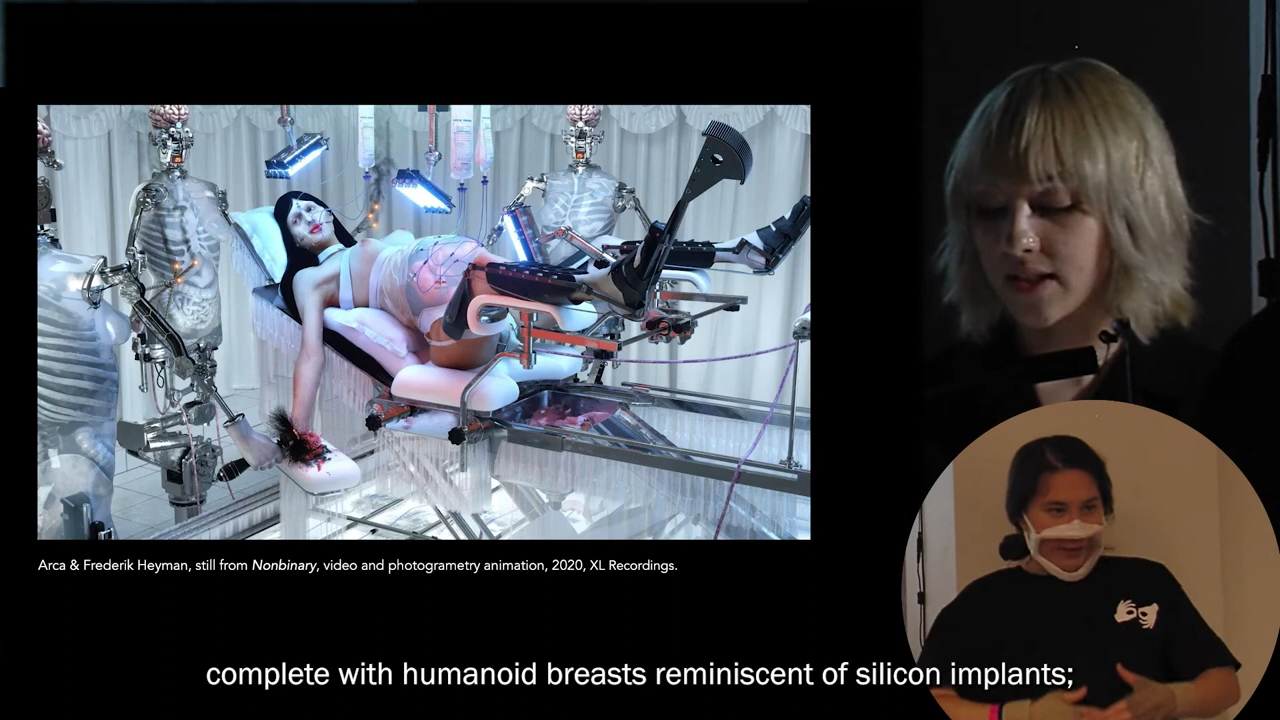 Arca & Frederik Heyman, still from Nonbinary, video and photogrametry animation, 2020, XL Recordings.
complete with humanoid breasts reminiscent of silicon implants;